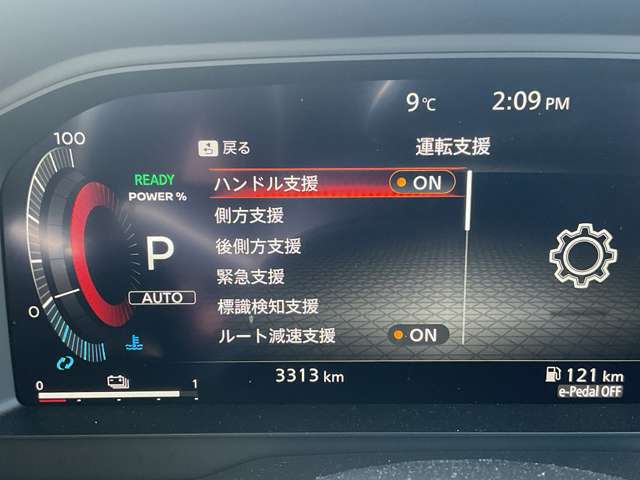 9℃ 2:09 PM
戻る 運転支援
100
READY
POWER %
P
AUTO
0
ハンドル支援 ON
側方支援
後側方支援
緊急支援
標識検知支援
ルート減速支援 ON
0 1
3313 km
121 km
e-Pedal OFF